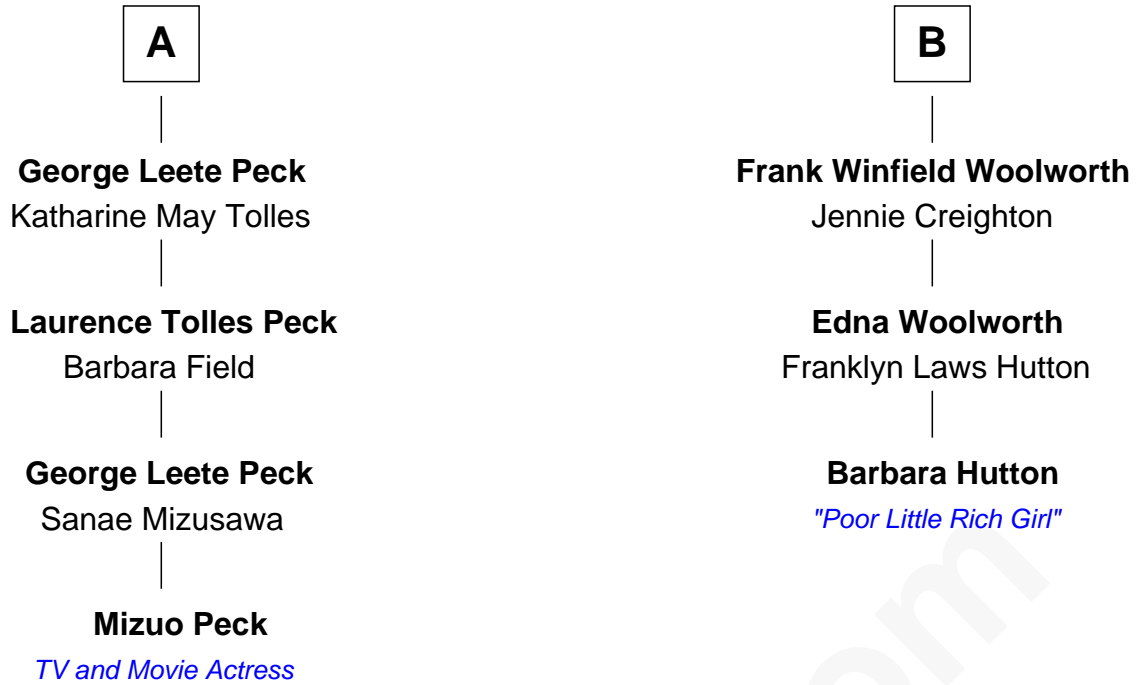 A
George Leete Peck
Katharine May Tolles
Laurence Tolles Peck
Barbara Field
George Leete Peck
Sanae Mizusawa
Mizuo Peck
TV and Movie Actress
B
Frank Winfield Woolworth
Jennie Creighton
Edna Woolworth
Franklyn Laws Hutton
Barbara Hutton
"Poor Little Rich Girl"
om